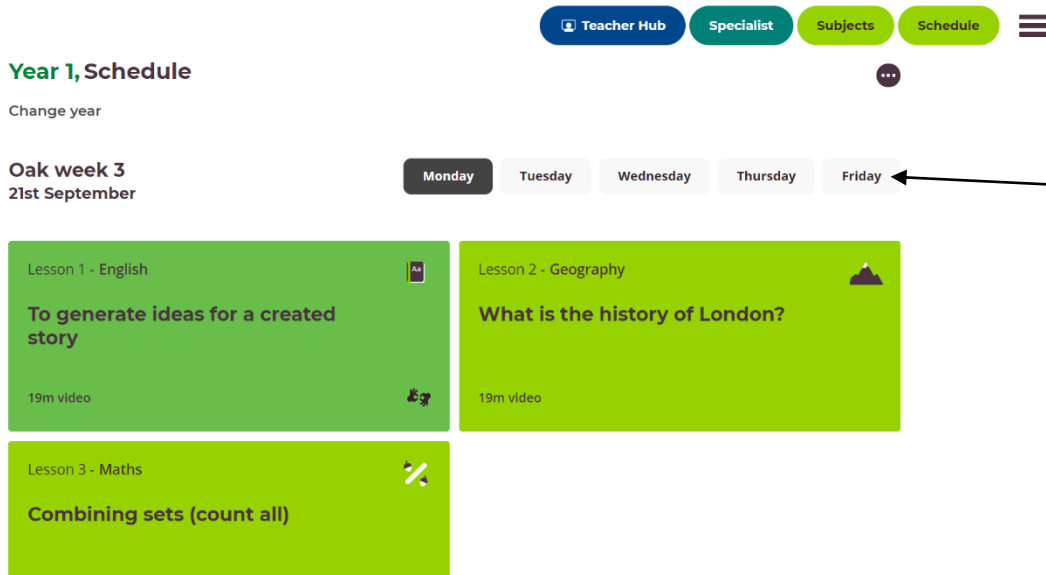 Teacher Hub Specialist Subjects Schedule
Year 1, Schedule
Change year
Oak week 3
21st September
Monday Tuesday Wednesday Thursday Friday
Lesson 1 - English
Aa
To generate ideas for a created
story
19m video
Lesson 2 - Geography
What is the history of London?
19m video
Lesson 3 - Maths
Combining sets (count all)